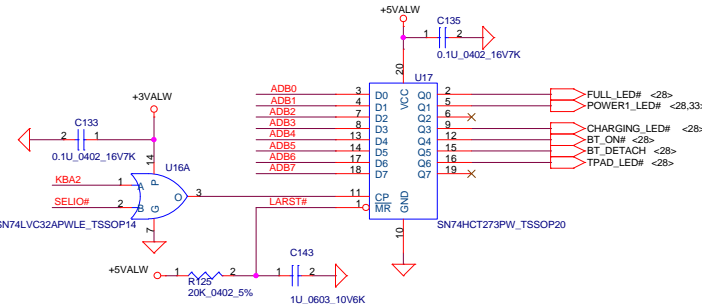 +5VALW
C135
1 2
0.1U_0402_16V7K
20
U17
ADB0 3 D0 VCC Q0 2 FULL_LED# <28>
ADB1 4 D1 Q1 5 POWER1_LED# <28,33>
ADB2 7 D2 Q2 6
ADB3 8 D3 Q3 9 CHARGING_LED# <28>
ADB4 13 D4 Q4 12 BT_ON# <28>
ADB5 14 D5 Q5 15 BT_DETACH <28>
ADB6 17 D6 Q6 16 TPAD_LED# <28>
ADB7 18 D7 Q7 19
+3VALW
C133
2 1
0.1U_0402_16V7K
14
U16A
KBA2 1 A P O 3 11 CP GND
SELIO# 2 B G LARST# 1 MR
SN74LVC32APWLE_TSSOP14
7
10
SN74HCT273PW_TSSOP20
+5VALW 1 2
R125
20K_0402_5%
C143
1 2
1U_0603_10V6K